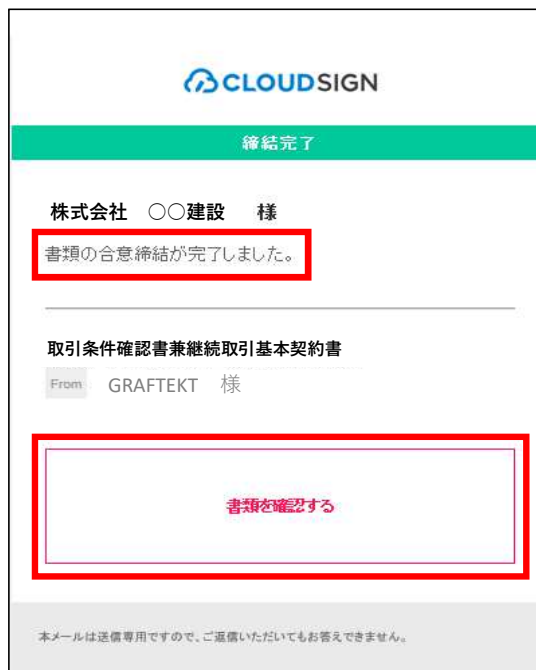 CLOUDSIGN
締結完了
株式会社 ○○建設 様
書類の合意締結が完了しました。
取引条件確認書兼継続取引基本契約書
From GRAFTEKT 様
書類を確認する
本メールは送信専用ですので、ご返信いただいてもお答えできません。